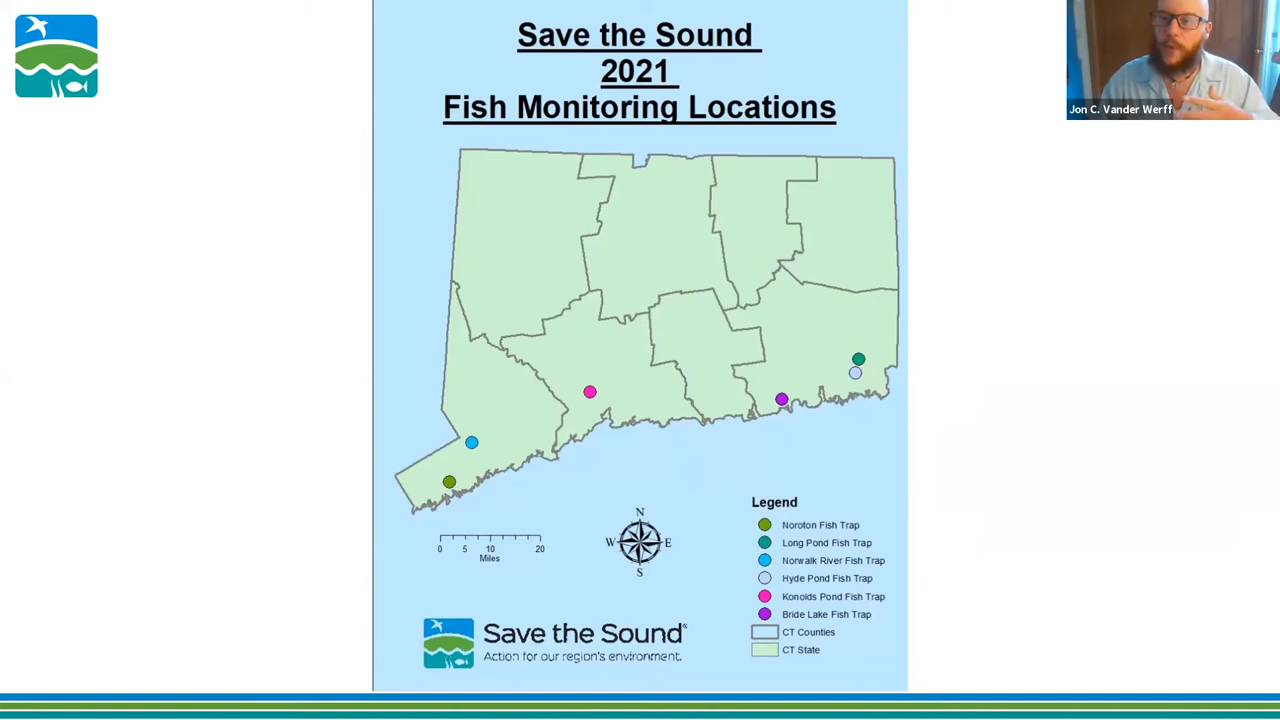 Save the Sound
2021
Fish Monitoring Locations
Jon C. Vander Werff
N
W E
S
0 5 10 20
Miles
Legend
Noroton Fish Trap
Long Pond Fish Trap
Norwalk River Fish Trap
Hyde Pond Fish Trap
Konolds Pond Fish Trap
Bride Lake Fish Trap
CT Counties
CT State
Save the Sound®
Action for our region's environment.